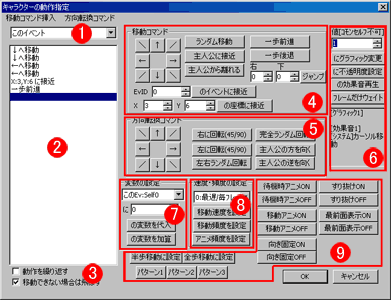 キャラクターの動作指定
移動コマンド挿入 方向転換コマンド
このイベント
1
↓へ移動
↓へ移動
←へ移動
←へ移動
X:3,Y:6に接近
一歩前進
2
動作を繰り返す
移動できない場合は飛ばす
3
移動コマンド
ランダム移動 一歩前進
主人公に接近 一歩後退
主人公から離れる
右 下
0 0 ジャンプ
EvID 0 のイベントに接近
X 3 Y 6 の座標に接近
4
方向転換コマンド
右に回転(45/90) 完全ランダム回転
左に回転(45/90) 主人公の方を向く
左右ランダム回転 主人公の逆を向く
5
値[コモンセルフ不可]
1
にグラフィック変更
に不透明度設定
の効果音再生
フレームだけウェイト
[グラフィック1]
[効果音1]
[システム]カーソル移動
6
変数の設定
このEv:Self0
に 0
の変数を代入
の変数を加算
7
速度・頻度の設定
0:最遅/毎フレ
移動速度を設定
移動頻度を設定
アニメ頻度を設定
8
待機時アニメON すり抜けON
待機時アニメOFF すり抜けOFF
移動アニメON 最前面表示ON
移動アニメOFF 最前面表示OFF
向き固定ON
向き固定OFF
9
半歩移動に設定 全歩移動に設定
パターン1 パターン2 パターン3
OK キャンセル